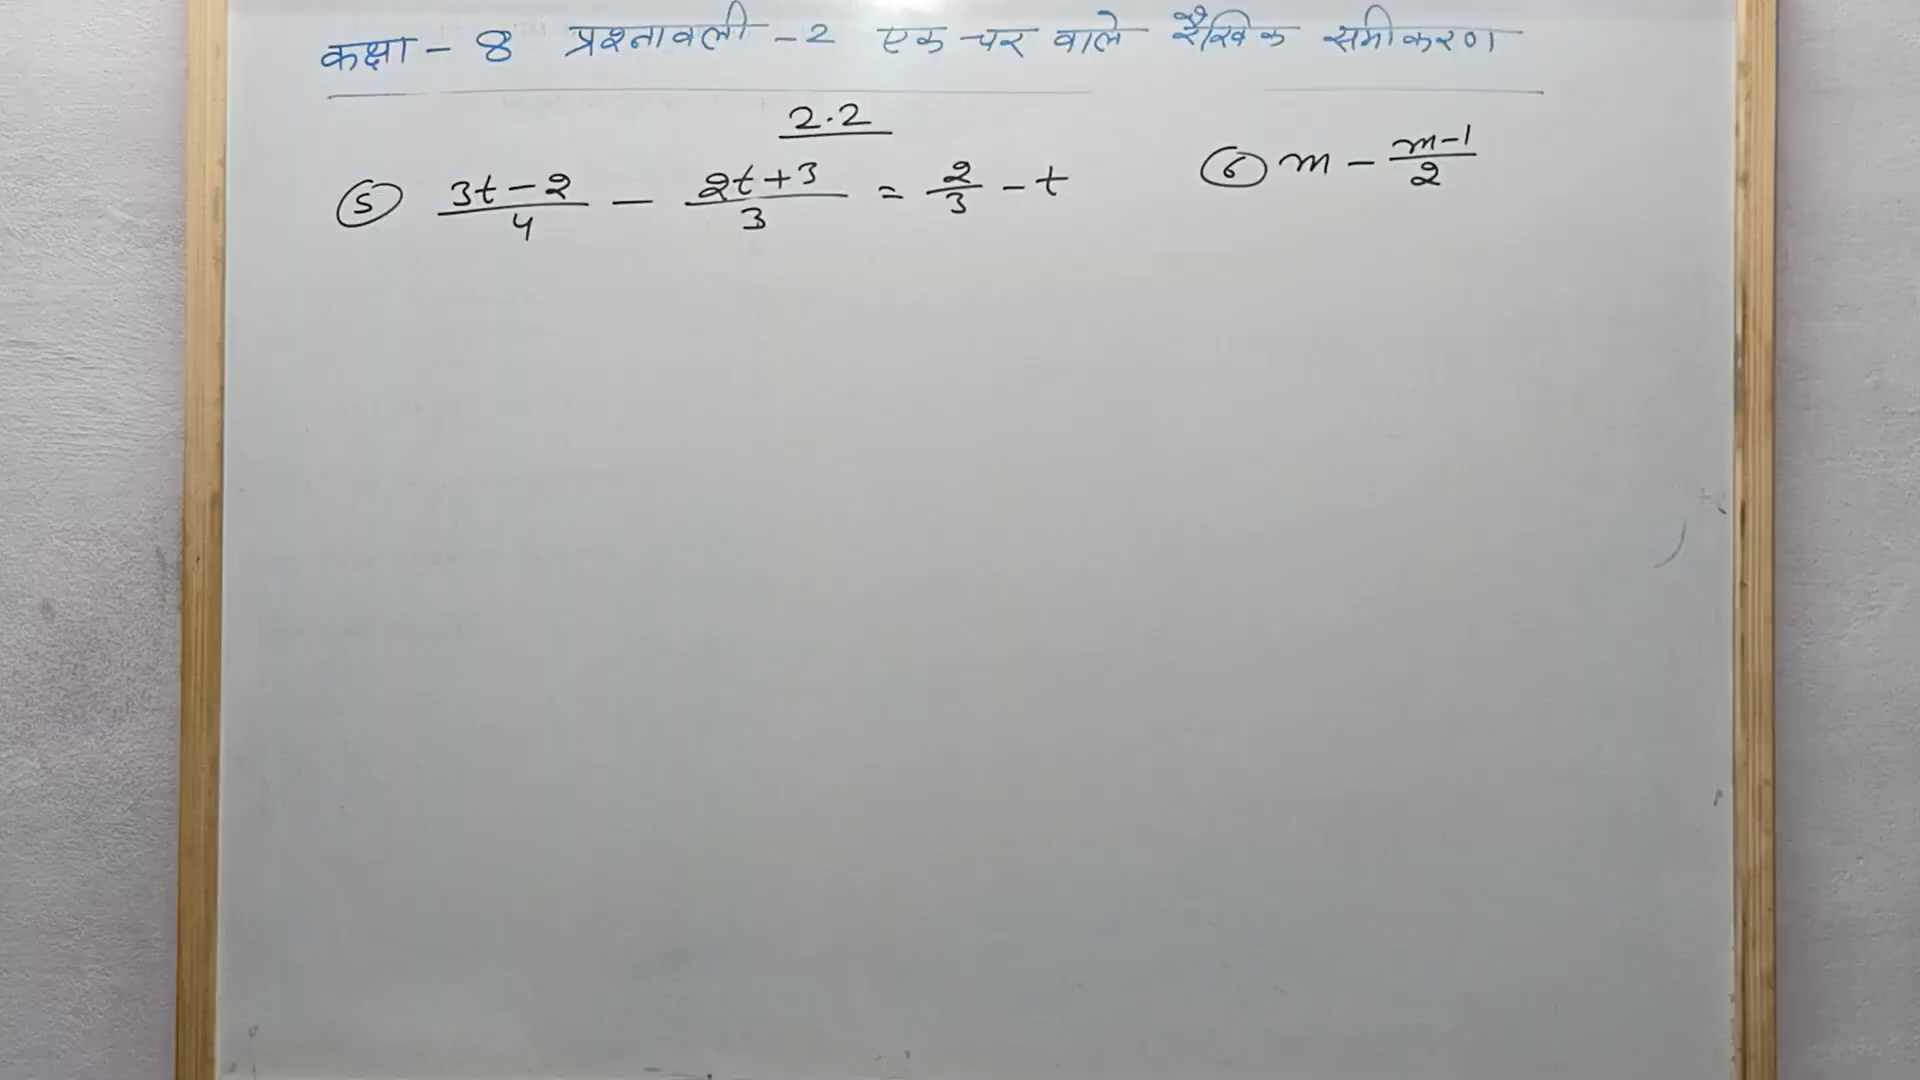 कक्षा - 8 प्रश्नावली - 2 एक चर वाले रैखिक समीकरण
2.2
⑤ (3t-2)/4 - (2t+3)/3 = 2/3 - t
⑥ m - (m-1)/2